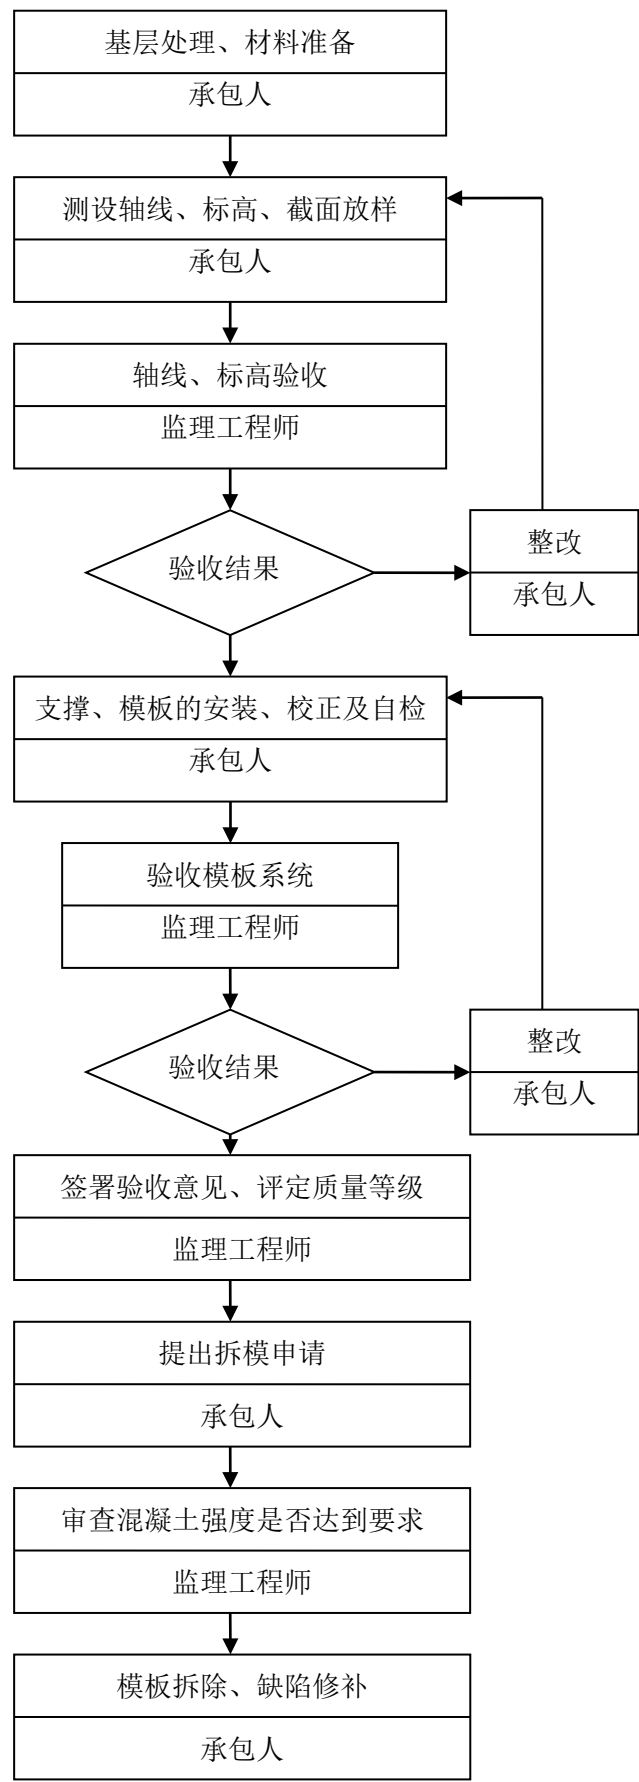 基层处理、材料准备
承包人
测设轴线、标高、截面放样
承包人
轴线、标高验收
监理工程师
验收结果
整改
承包人
支撑、模板的安装、校正及自检
承包人
验收模板系统
监理工程师
验收结果
整改
承包人
签署验收意见、评定质量等级
监理工程师
提出拆模申请
承包人
审查混凝土强度是否达到要求
监理工程师
模板拆除、缺陷修补
承包人